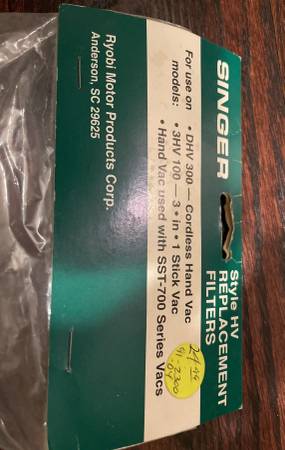 SINGER
Style HV
REPLACEMENT
FILTERS
For use on
models:
• DHV 300 — Cordless Hand Vac
• 3HV 100 — 3 • in • 1 Stick Vac
• Hand Vac used with SST-700 Series Vacs
Ryobi Motor Products Corp.
Anderson, SC 29625